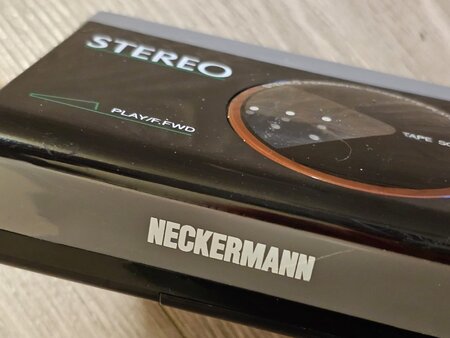 STEREO
PLAY/F.FWD
TAPE
NECKERMANN